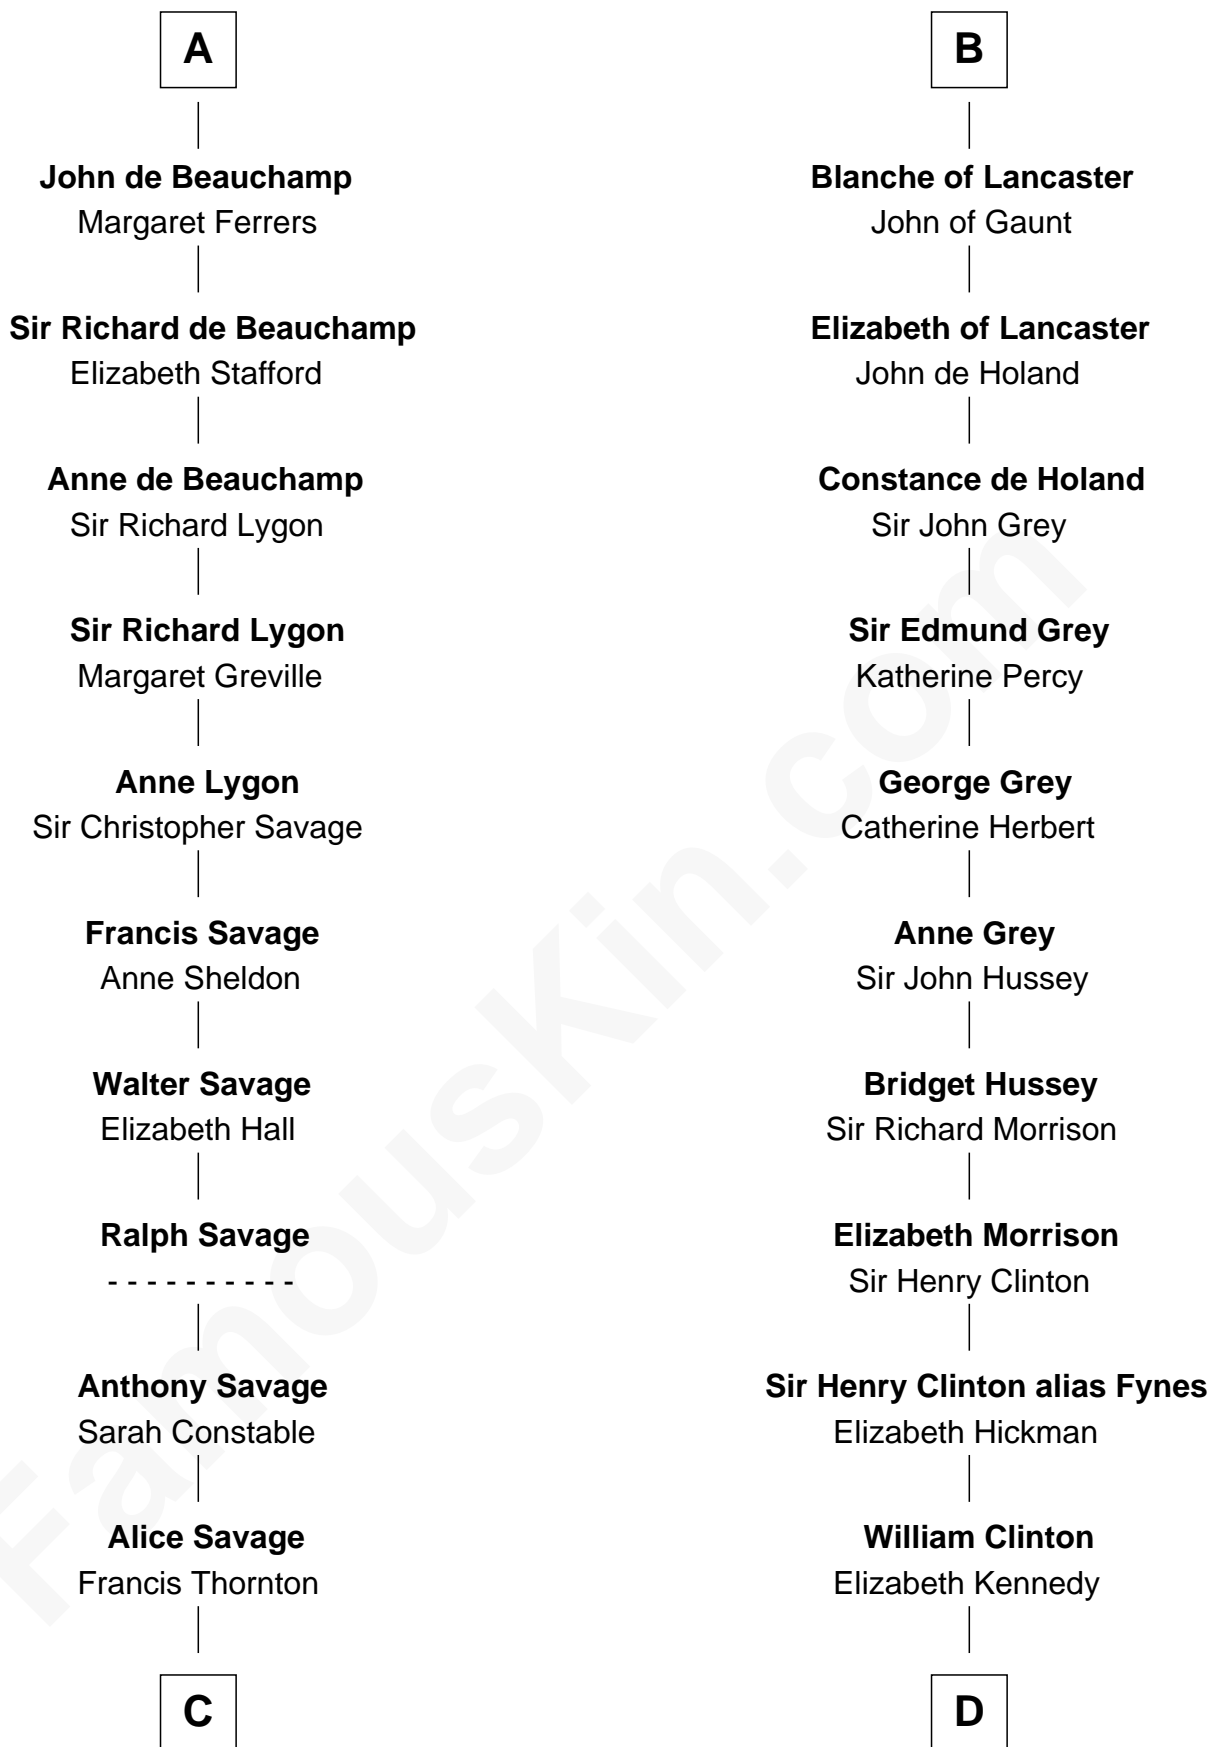 A
John de Beauchamp
Margaret Ferrers
Sir Richard de Beauchamp
Elizabeth Stafford
Anne de Beauchamp
Sir Richard Lygon
Sir Richard Lygon
Margaret Greville
Anne Lygon
Sir Christopher Savage
Francis Savage
Anne Sheldon
Walter Savage
Elizabeth Hall
Ralph Savage
- - - - - - - - - -
Anthony Savage
Sarah Constable
Alice Savage
Francis Thornton
C
B
Blanche of Lancaster
John of Gaunt
Elizabeth of Lancaster
John de Holand
Constance de Holand
Sir John Grey
Sir Edmund Grey
Katherine Percy
George Grey
Catherine Herbert
Anne Grey
Sir John Hussey
Bridget Hussey
Sir Richard Morrison
Elizabeth Morrison
Sir Henry Clinton
Sir Henry Clinton alias Fynes
Elizabeth Hickman
William Clinton
Elizabeth Kennedy
D
FamousKin.com